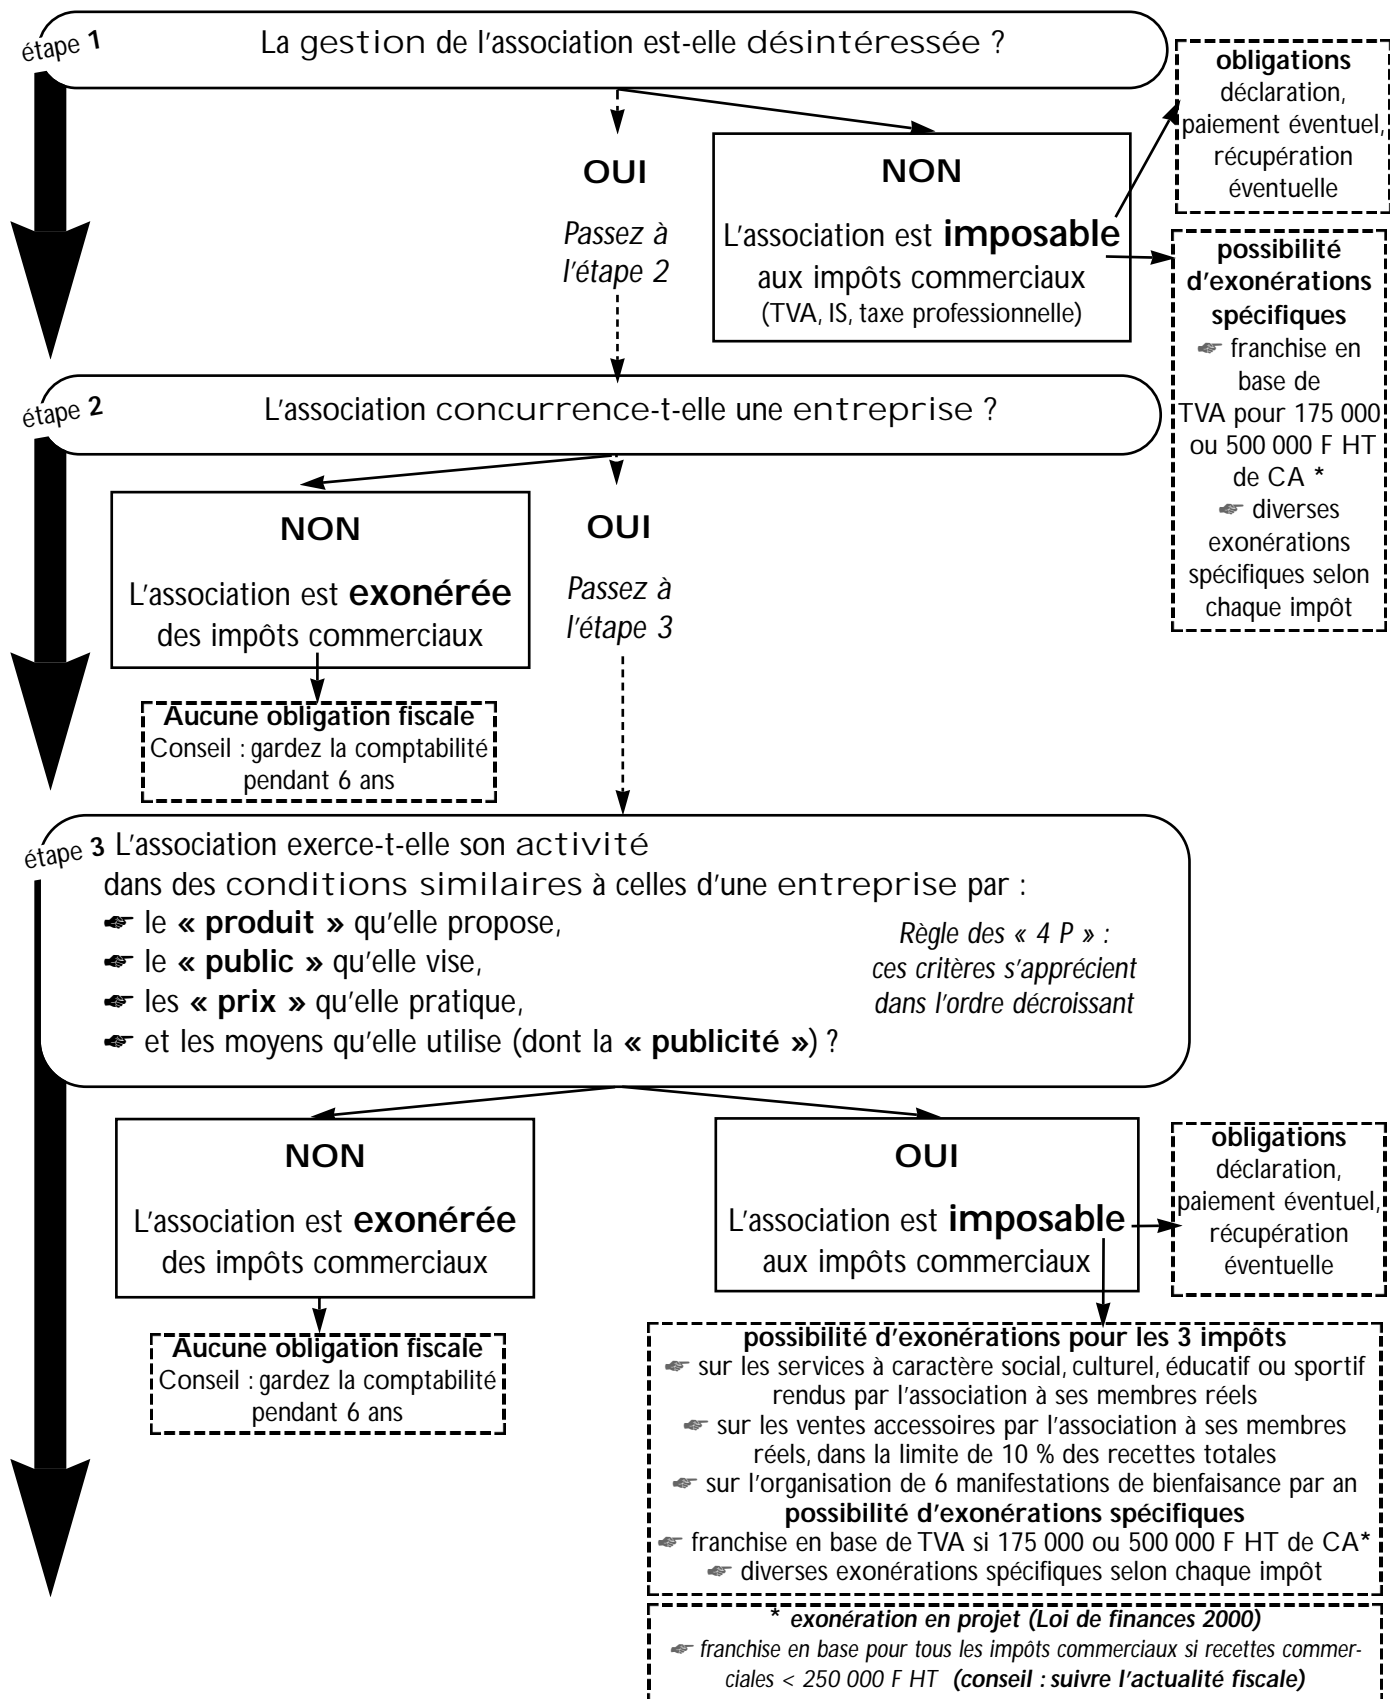 étape 1
La gestion de l'association est-elle désintéressée ?
obligations
déclaration,
paiement éventuel,
récupération
éventuelle
OUI
Passez à
l'étape 2
NON
L'association est imposable
aux impôts commerciaux
(TVA, IS, taxe professionnelle)
possibilité
d'exonérations
spécifiques
☛ franchise en
base de
TVA pour 175 000
ou 500 000 F HT
de CA *
☛ diverses
exonérations
spécifiques selon
chaque impôt
étape 2
L'association concurrence-t-elle une entreprise ?
NON
L'association est exonérée
des impôts commerciaux
OUI
Passez à
l'étape 3
Aucune obligation fiscale
Conseil : gardez la comptabilité
pendant 6 ans
étape 3 L'association exerce-t-elle son activité
dans des conditions similaires à celles d'une entreprise par :
☛ le « produit » qu'elle propose,
☛ le « public » qu'elle vise,
☛ les « prix » qu'elle pratique,
☛ et les moyens qu'elle utilise (dont la « publicité ») ?
Règle des « 4 P » :
ces critères s'apprécient
dans l'ordre décroissant
NON
L'association est exonérée
des impôts commerciaux
Aucune obligation fiscale
Conseil : gardez la comptabilité
pendant 6 ans
OUI
L'association est imposable
aux impôts commerciaux
obligations
déclaration,
paiement éventuel,
récupération
éventuelle
possibilité d'exonérations pour les 3 impôts
☛ sur les services à caractère social, culturel, éducatif ou sportif
rendus par l'association à ses membres réels
☛ sur les ventes accessoires par l'association à ses membres
réels, dans la limite de 10 % des recettes totales
☛ sur l'organisation de 6 manifestations de bienfaisance par an
possibilité d'exonérations spécifiques
☛ franchise en base de TVA si 175 000 ou 500 000 F HT de CA*
☛ diverses exonérations spécifiques selon chaque impôt
* exonération en projet (Loi de finances 2000)
☛ franchise en base pour tous les impôts commerciaux si recettes commer-
ciales < 250 000 F HT (conseil : suivre l'actualité fiscale)